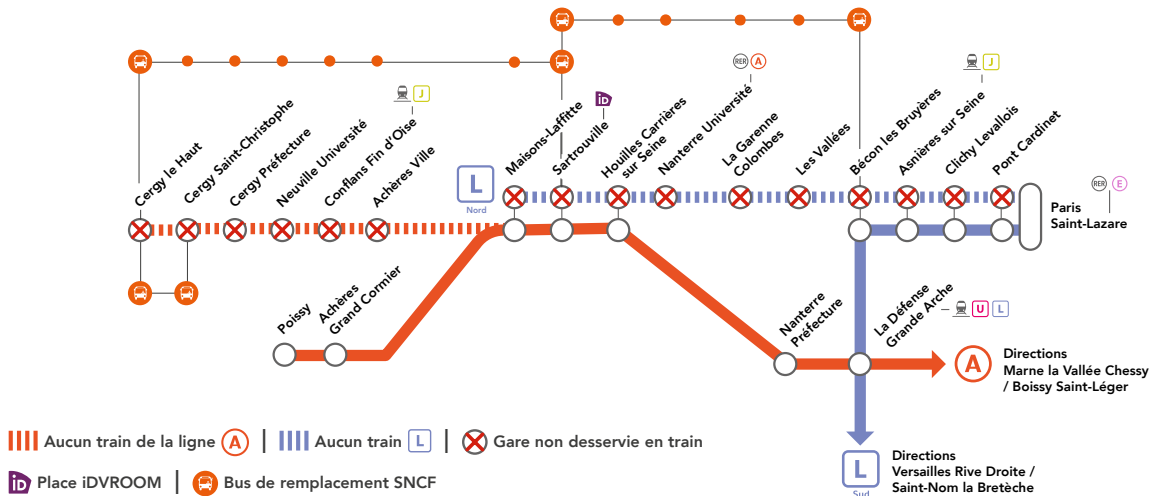 Cergy le Haut
Cergy Saint-Christophe
Cergy Préfecture
Neuville Université
Conflans Fin d'Oise
J
Achères Ville
L
Nord
Maisons-Laffitte
Sartrouville
iD
Houilles Carrières
sur Seine
Nanterre Université
RER A
La Garenne
Colombes
Les Vallées
Bécon les Bruyères
Asnières sur Seine
J
Clichy Levallois
Pont Cardinet
RER E
Paris
Saint-Lazare
Poissy
Achères
Grand Cormier
Nanterre
Préfecture
La Défense
Grande Arche
U L
A
Directions
Marne la Vallée Chessy
/ Boissy Saint-Léger
L
Sud
Directions
Versailles Rive Droite /
Saint-Nom la Bretèche
Aucun train de la ligne A | Aucun train L | Gare non desservie en train
iD Place iDVROOM | Bus de remplacement SNCF